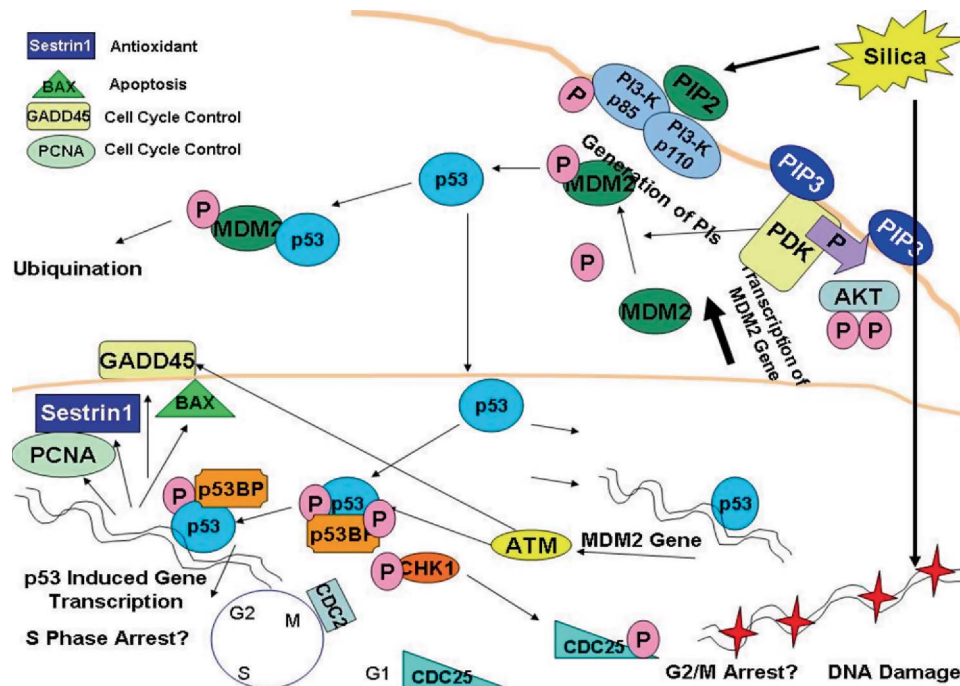 Sestrin1 Antioxidant
BAX Apoptosis
GADD45 Cell Cycle Control
PCNA Cell Cycle Control
Silica
P
PI3-K
p85
PIP2
PI3-K
p110
Generation of PIs
P
MDM2
p53
P
MDM2
p53
Ubiquination
P
MDM2
PIP3
PDK
P
PIP3
AKT
P P
Transcription of
MDM2 Gene
GADD45
BAX
Sestrin1
PCNA
p53
P
p53BP
p53
P
p53
P
p53BP
p53
ATM
MDM2 Gene
P
CHK1
p53 Induced Gene
Transcription
S Phase Arrest?
G2
M
S
G1
CDC2
CDC25
CDC25
P
G2/M Arrest?
DNA Damage